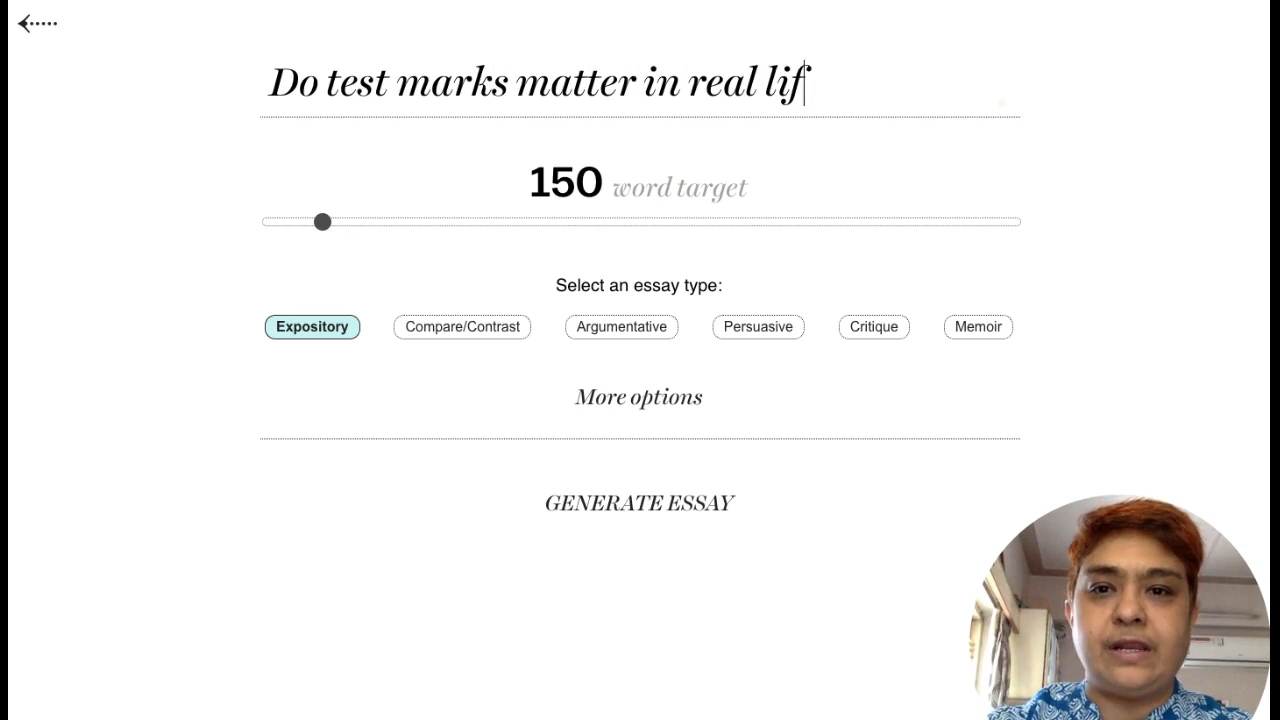 Do test marks matter in real lif
150 word target
Select an essay type:
Expository Compare/Contrast Argumentative Persuasive Critique Memoir
More options
GENERATE ESSAY